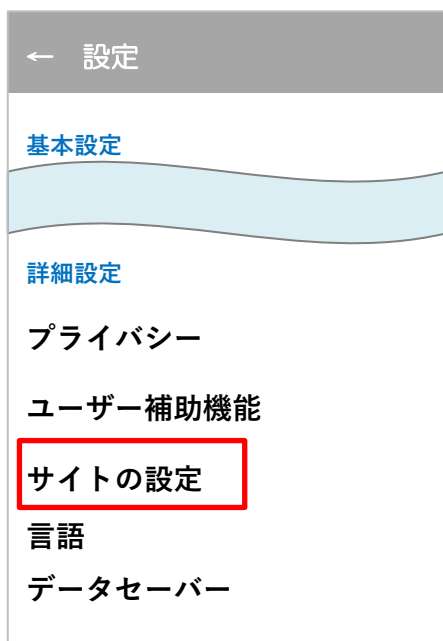 ← 設定
基本設定
詳細設定
プライバシー
ユーザー補助機能
サイトの設定
言語
データセーバー